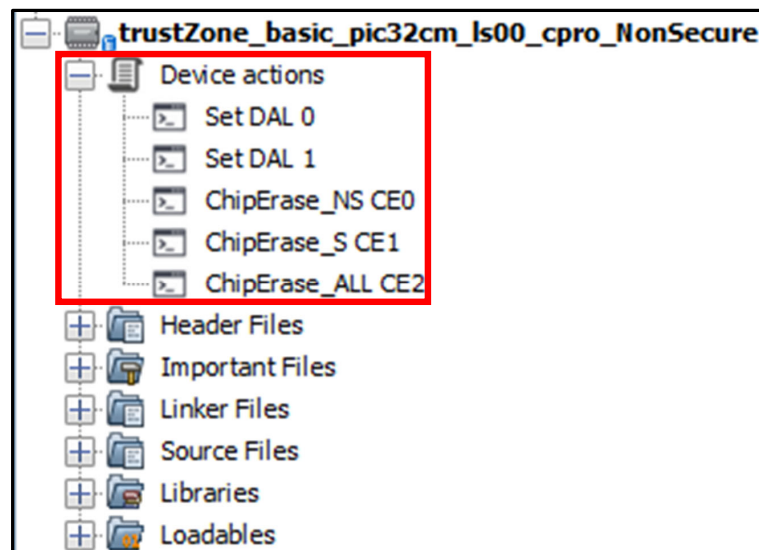 trustZone_basic_pic32cm_ls00_cpro_NonSecure
Device actions
Set DAL 0
Set DAL 1
ChipErase_NS CE0
ChipErase_S CE1
ChipErase_ALL CE2
Header Files
Important Files
Linker Files
Source Files
Libraries
Loadables